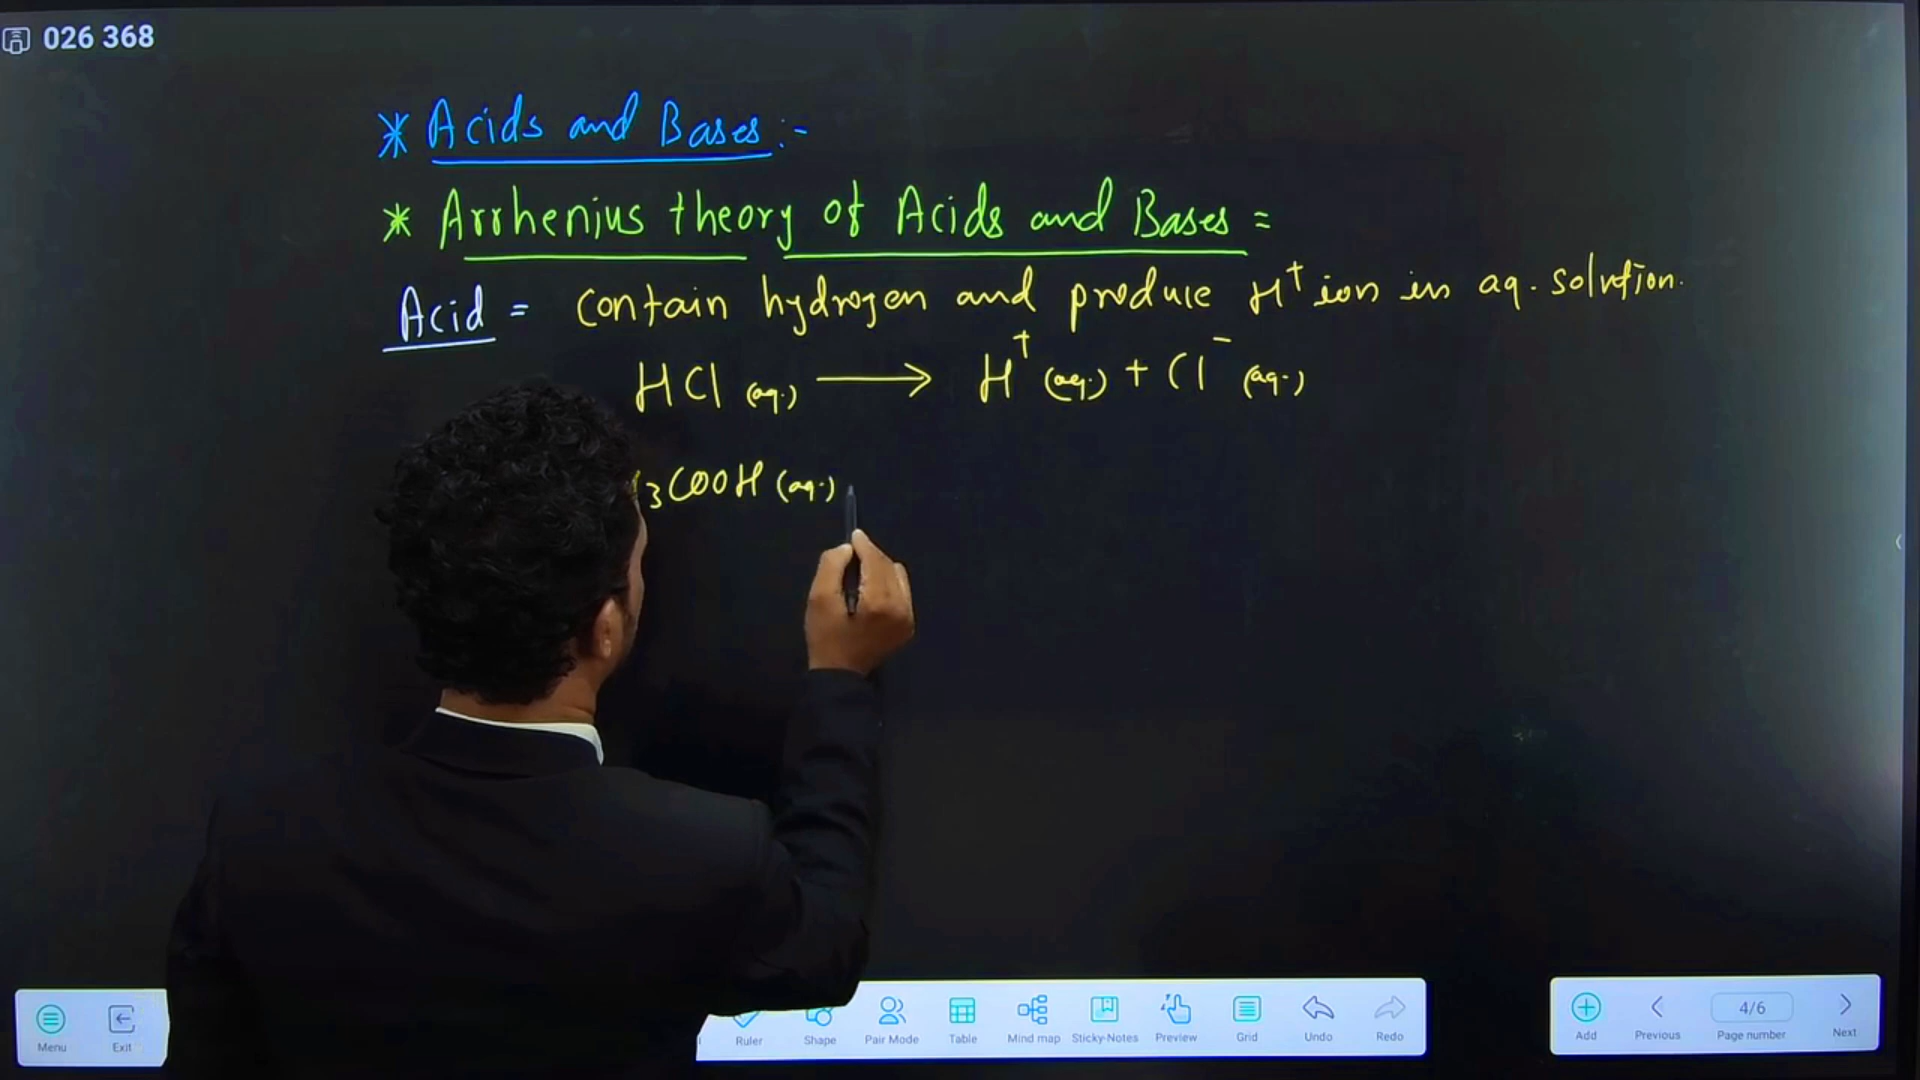 026 368
* Acids and Bases:-
* Arrhenius theory of Acids and Bases =
Acid = contain hydrogen and produce H⁺ ion in aq. solution.
HCl (aq.) ⟶ H⁺ (aq.) + Cl⁻ (aq.)
₃COOH (aq.)
Menu Exit Ruler Shape Pair Mode Table Mind map Sticky-Notes Preview Grid Undo Redo Add Previous 4/6 Page number Next